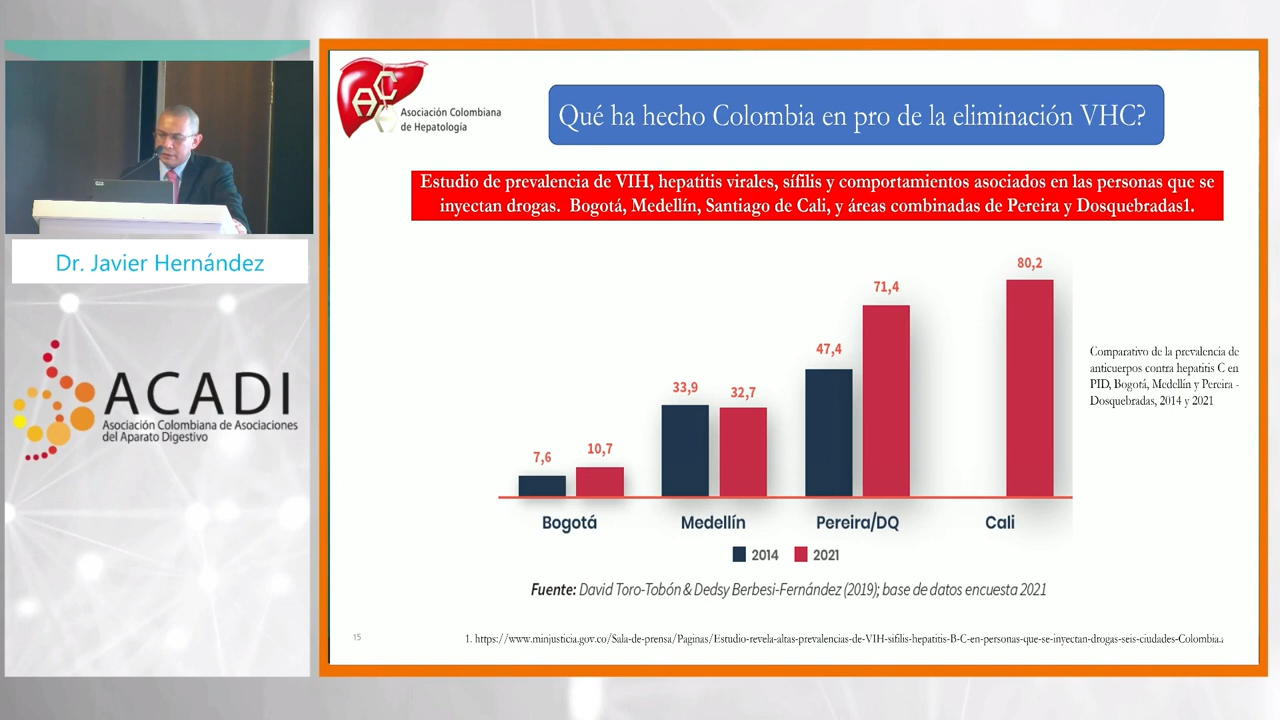 Asociación Colombiana
de Hepatología
Qué ha hecho Colombia en pro de la eliminación VHC?
Estudio de prevalencia de VIH, hepatitis virales, sífilis y comportamientos asociados en las personas que se
inyectan drogas. Bogotá, Medellín, Santiago de Cali, y áreas combinadas de Pereira y Dosquebradas1.
Dr. Javier Hernández
ACADI
Asociación Colombiana de Asociaciones
del Aparato Digestivo
7,6
10,7
33,9
32,7
47,4
71,4
80,2
Bogotá
Medellín
Pereira/DQ
Cali
2014
2021
Comparativo de la prevalencia de
anticuerpos contra hepatitis C en
PID, Bogotá, Medellín y Pereira -
Dosquebradas, 2014 y 2021
Fuente: David Toro-Tobón & Dedsy Berbesi-Fernández (2019); base de datos encuesta 2021
15
1. https://www.minjusticia.gov.co/Sala-de-prensa/Paginas/Estudio-revela-altas-prevalencias-de-VIH-sifilis-hepatitis-B-C-en-personas-que-se-inyectan-drogas-seis-ciudades-Colombia.